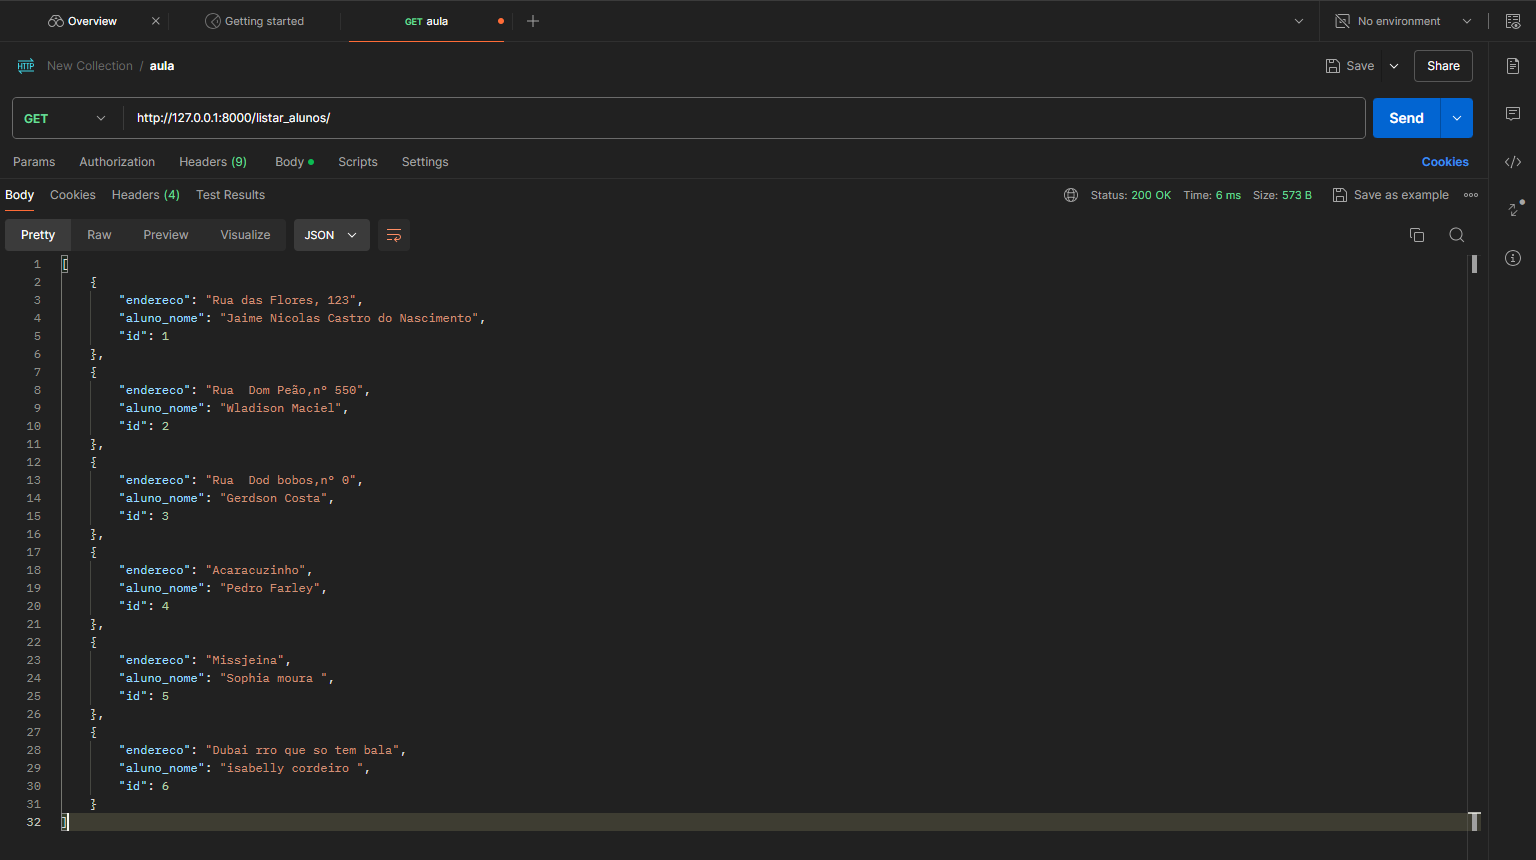 Overview
Getting started
GET aula
No environment
HTTP New Collection / aula
Save
Share
GET http://127.0.0.1:8000/listar_alunos/
Send
Params Authorization Headers (9) Body Scripts Settings
Cookies
Body Cookies Headers (4) Test Results
Status: 200 OK Time: 6 ms Size: 573 B Save as example
Pretty Raw Preview Visualize JSON
1 [
2 {
3 "endereco": "Rua das Flores, 123",
4 "aluno_nome": "Jaime Nicolas Castro do Nascimento",
5 "id": 1
6 },
7 {
8 "endereco": "Rua  Dom Peão,nº 550",
9 "aluno_nome": "Wladison Maciel",
10 "id": 2
11 },
12 {
13 "endereco": "Rua  Dod bobos,nº 0",
14 "aluno_nome": "Gerdson Costa",
15 "id": 3
16 },
17 {
18 "endereco": "Acaracuzinho",
19 "aluno_nome": "Pedro Farley",
20 "id": 4
21 },
22 {
23 "endereco": "Missjeina",
24 "aluno_nome": "Sophia moura ",
25 "id": 5
26 },
27 {
28 "endereco": "Dubai rro que so tem bala",
29 "aluno_nome": "isabelly cordeiro ",
30 "id": 6
31 }
32 ]